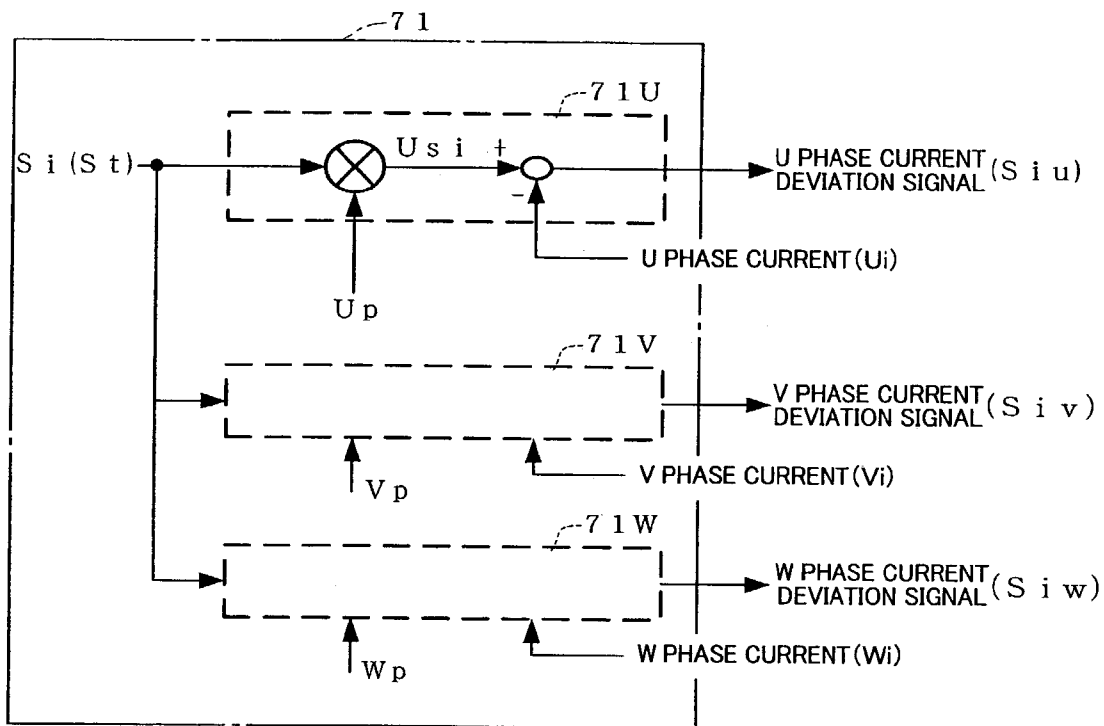 71
71U
Si(St)
Usi +
-
U PHASE CURRENT
DEVIATION SIGNAL (Siu)
U PHASE CURRENT(Ui)
Up
71V
V PHASE CURRENT
DEVIATION SIGNAL (Siv)
V PHASE CURRENT(Vi)
Vp
71W
W PHASE CURRENT
DEVIATION SIGNAL (Siw)
W PHASE CURRENT(Wi)
Wp